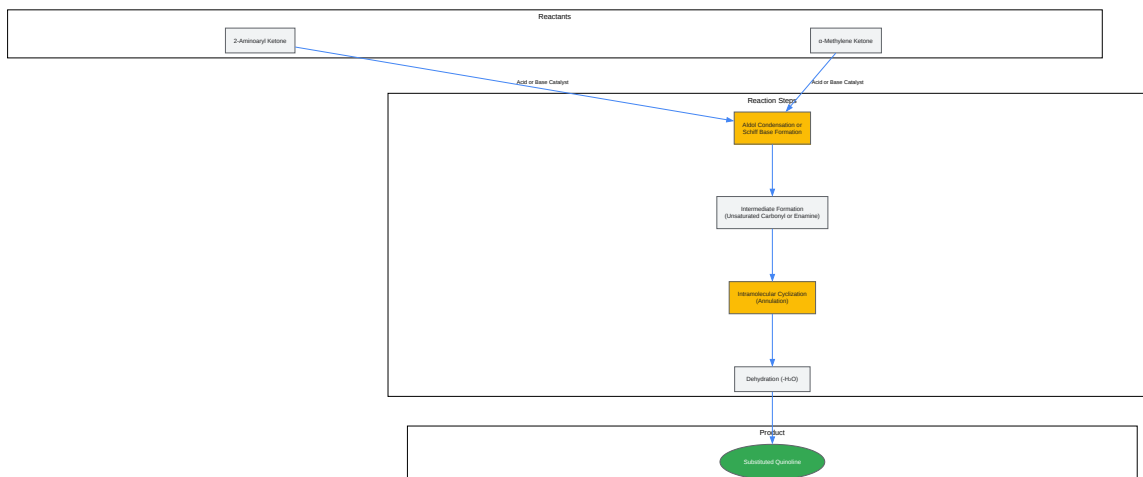 Reactants
2-Aminoaryl Ketone
α-Methylene Ketone
Acid or Base Catalyst
Acid or Base Catalyst
Reaction Steps
Aldol Condensation or
Schiff Base Formation
Intermediate Formation
(Unsaturated Carbonyl or Enamine)
Intramolecular Cyclization
(Annulation)
Dehydration (-H₂O)
Product
Substituted Quinoline